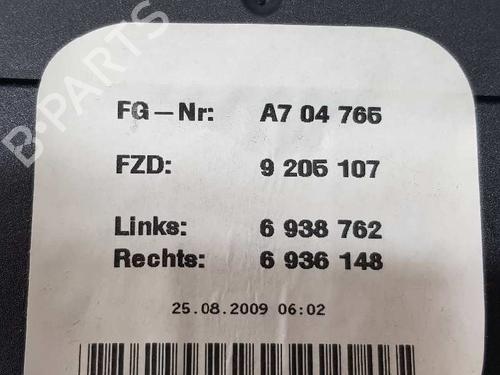 B-PARTS
FG-Nr: A7 04 765
FZD: 9 205 107
Links: 6 938 762
Rechts: 6 936 148
25.08.2009 06:02